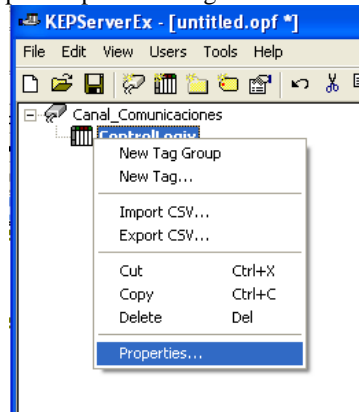 KEPServerEx - [untitled.opf *]
File Edit View Users Tools Help
Canal_Comunicaciones
ControlLogix
New Tag Group
New Tag...
Import CSV...
Export CSV...
Cut Ctrl+X
Copy Ctrl+C
Delete Del
Properties...